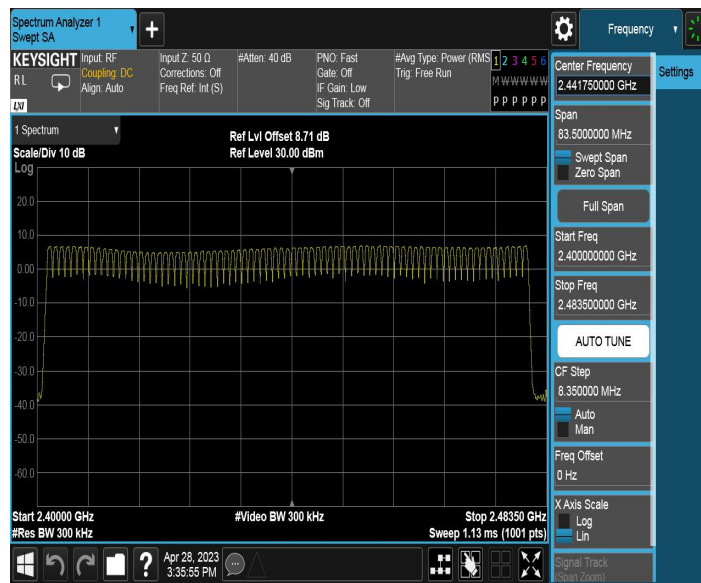 Spectrum Analyzer 1
Swept SA
+
Frequency
KEYSIGHT
RL
LXI
Input: RF
Coupling: DC
Align: Auto
Input Z: 50 Ω
Corrections: Off
Freq Ref: Int (S)
#Atten: 40 dB
PNO: Fast
Gate: Off
IF Gain: Low
Sig Track: Off
#Avg Type: Power (RMS
Trig: Free Run
1 2 3 4 5 6
M W W W W W
P P P P P P
Settings
1 Spectrum
Scale/Div 10 dB
Ref Lvl Offset 8.71 dB
Ref Level 30.00 dBm
Log
20.0
10.0
0.00
-10.0
-20.0
-30.0
-40.0
-50.0
-60.0
Start 2.40000 GHz
#Res BW 300 kHz
#Video BW 300 kHz
Stop 2.48350 GHz
Sweep 1.13 ms (1001 pts)
Center Frequency
2.441750000 GHz
Span
83.5000000 MHz
Swept Span
Zero Span
Full Span
Start Freq
2.400000000 GHz
Stop Freq
2.483500000 GHz
AUTO TUNE
CF Step
8.350000 MHz
Auto
Man
Freq Offset
0 Hz
X Axis Scale
Log
Lin
Signal Track
(Span Zoom)
?
Apr 28, 2023
3:35:55 PM